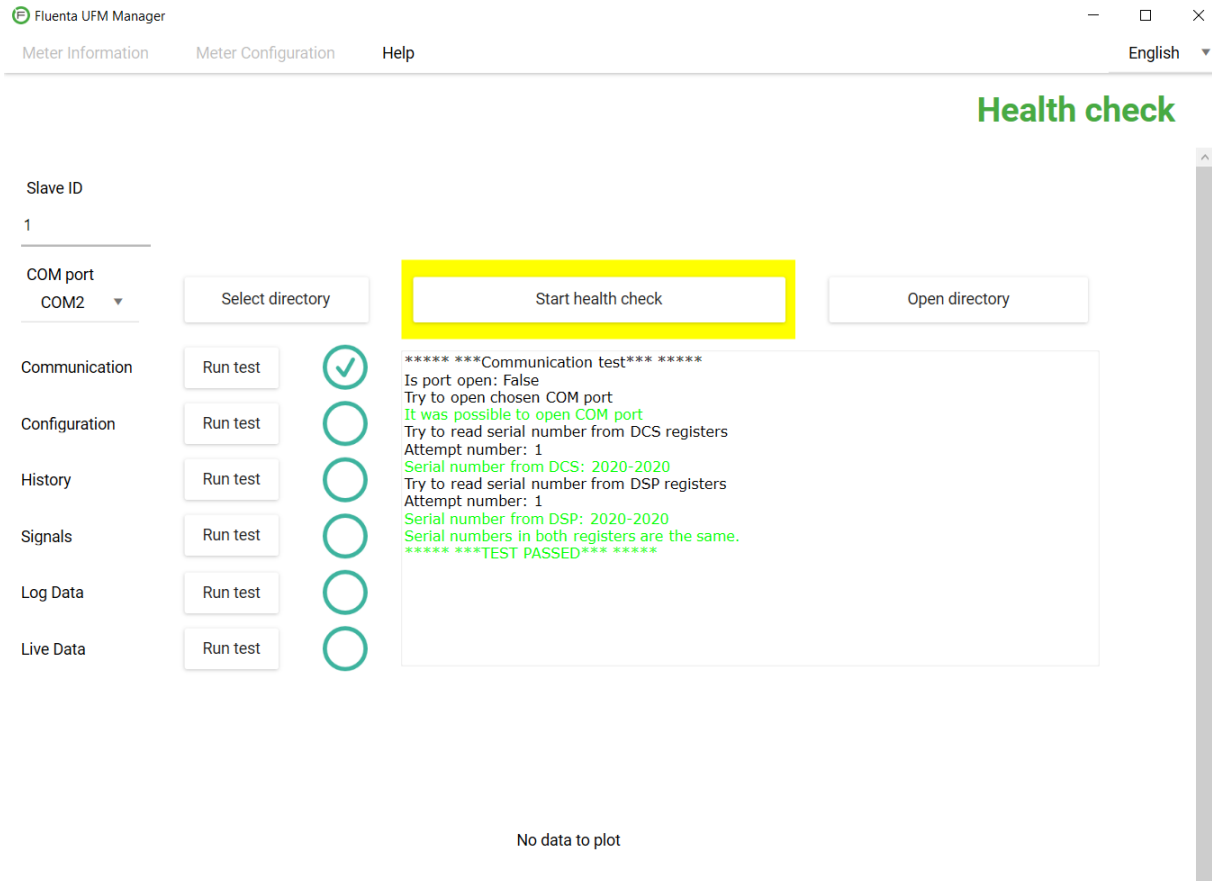 Fluenta UFM Manager
Meter Information Meter Configuration Help English
Health check
Slave ID
1
COM port
COM2
Select directory Start health check Open directory
Communication Run test
Configuration Run test
History Run test
Signals Run test
Log Data Run test
Live Data Run test
***** ***Communication test*** *****
Is port open: False
Try to open chosen COM port
It was possible to open COM port
Try to read serial number from DCS registers
Attempt number: 1
Serial number from DCS: 2020-2020
Try to read serial number from DSP registers
Attempt number: 1
Serial number from DSP: 2020-2020
Serial numbers in both registers are the same.
***** ***TEST PASSED*** *****
No data to plot